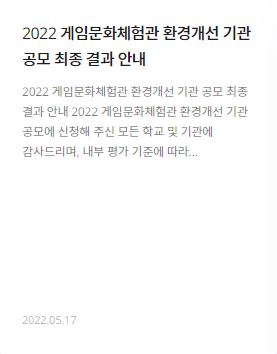 2022 게임문화체험관 환경개선 기관
공모 최종 결과 안내
2022 게임문화체험관 환경개선 기관 공모 최종
결과 안내 2022 게임문화체험관 환경개선 기관
공모에 신청해 주신 모든 학교 및 기관에
감사드리며, 내부 평가 기준에 따라...
2022.05.17